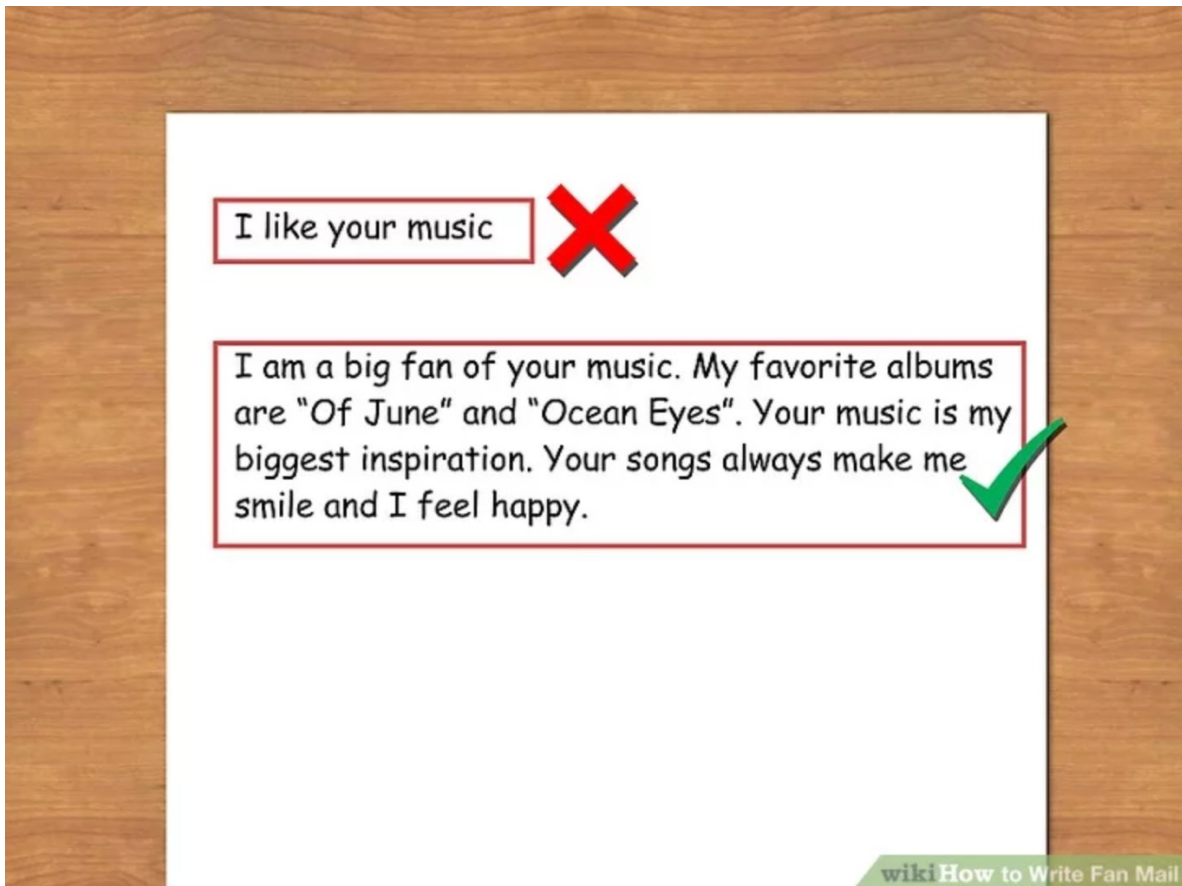 I like your music
I am a big fan of your music. My favorite albums
are “Of June” and “Ocean Eyes”. Your music is my
biggest inspiration. Your songs always make me
smile and I feel happy.
wikiHow to Write Fan Mail